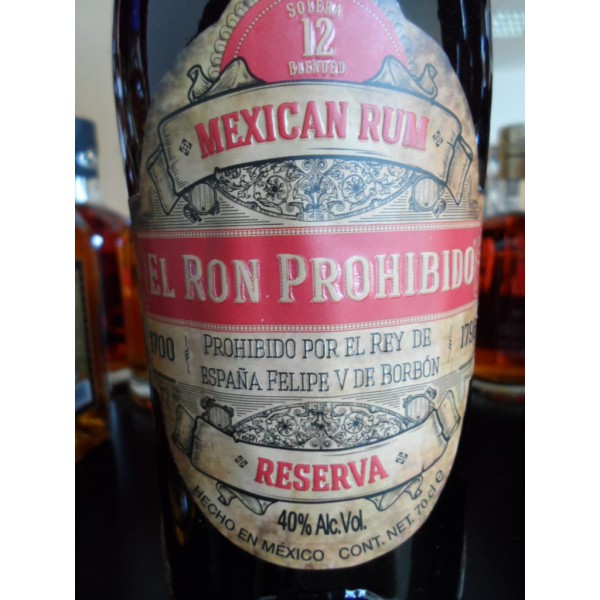 SOLERA
12
BLENDED
MEXICAN RUM
EL RON PROHIBIDO
1700
PROHIBIDO POR EL REY DE
ESPAÑA FELIPE V DE BORBÓN
RESERVA
40% Alc.Vol.
HECHO EN MÉXICO CONT. NET. 70 cl e